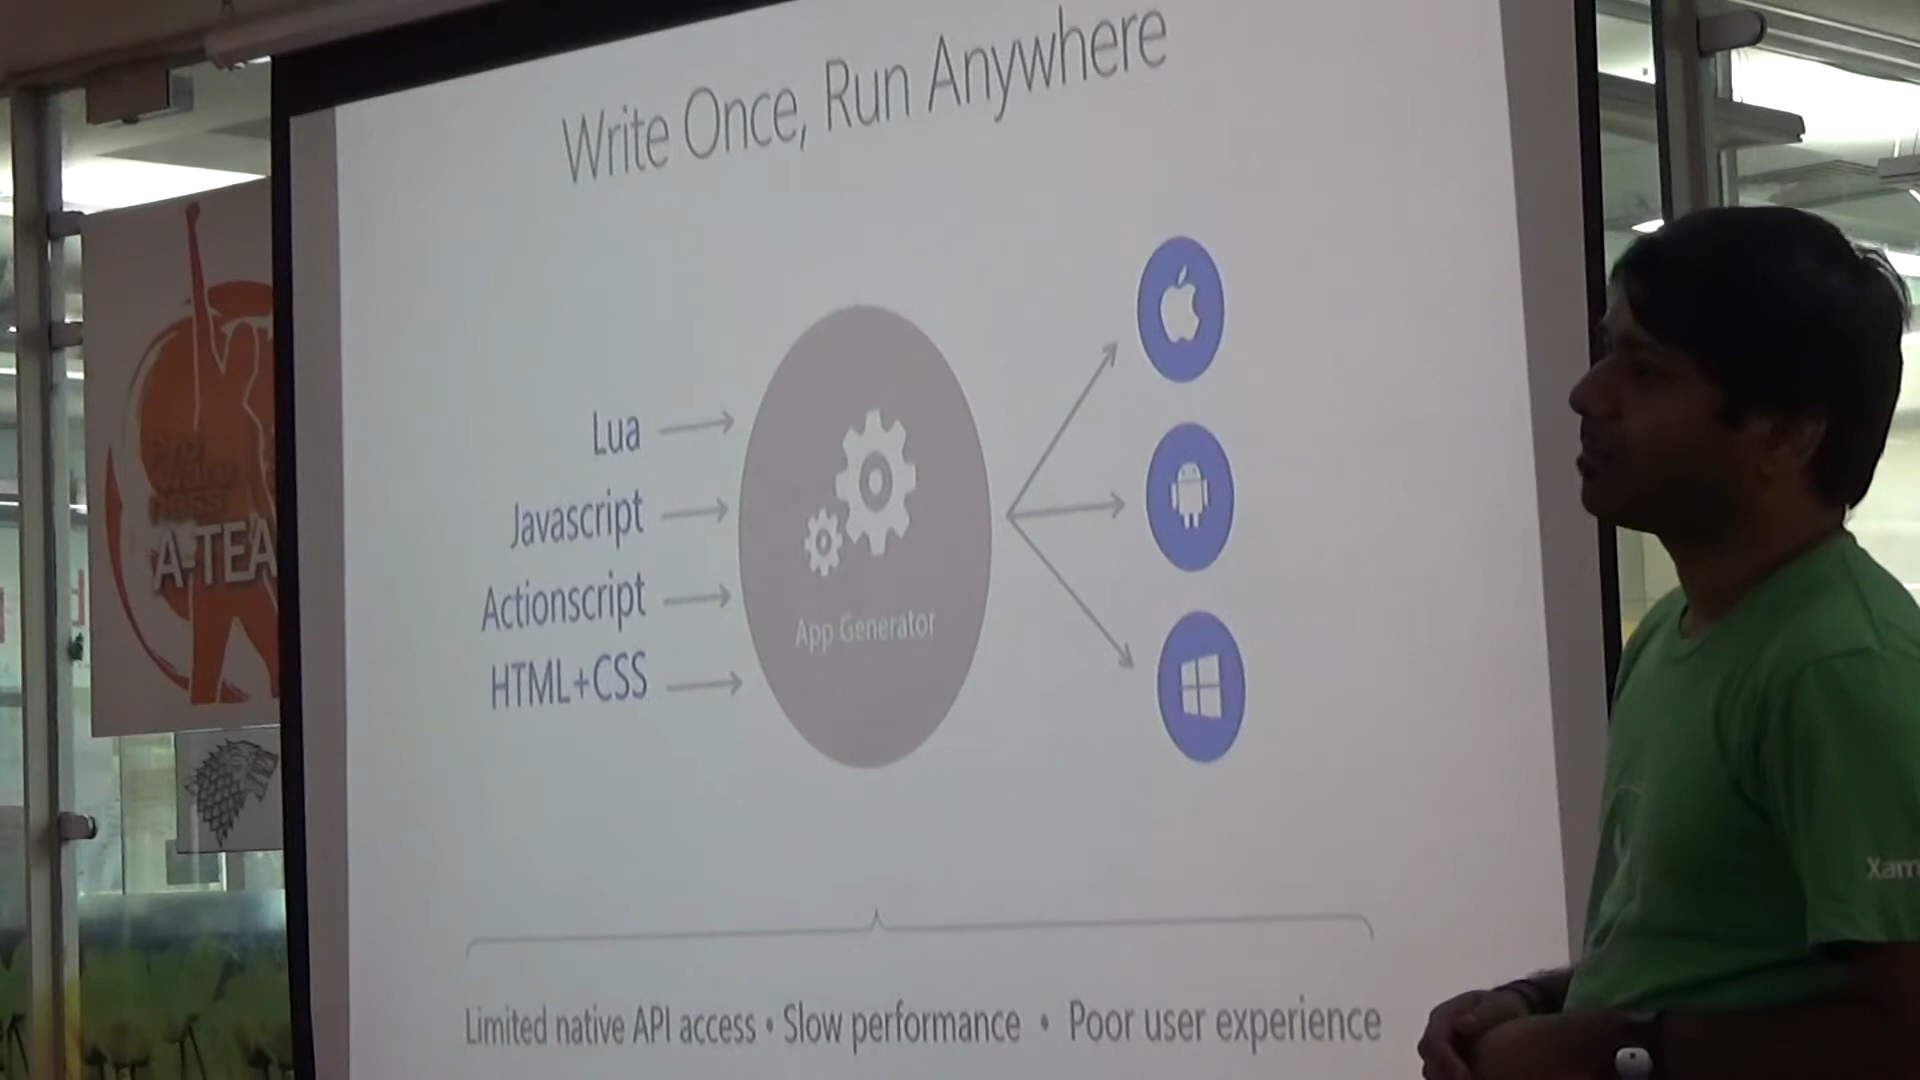 Write Once, Run Anywhere
Lua
Javascript
Actionscript
HTML+CSS
App Generator
Limited native API access • Slow performance • Poor user experience
A-TEA
Xam